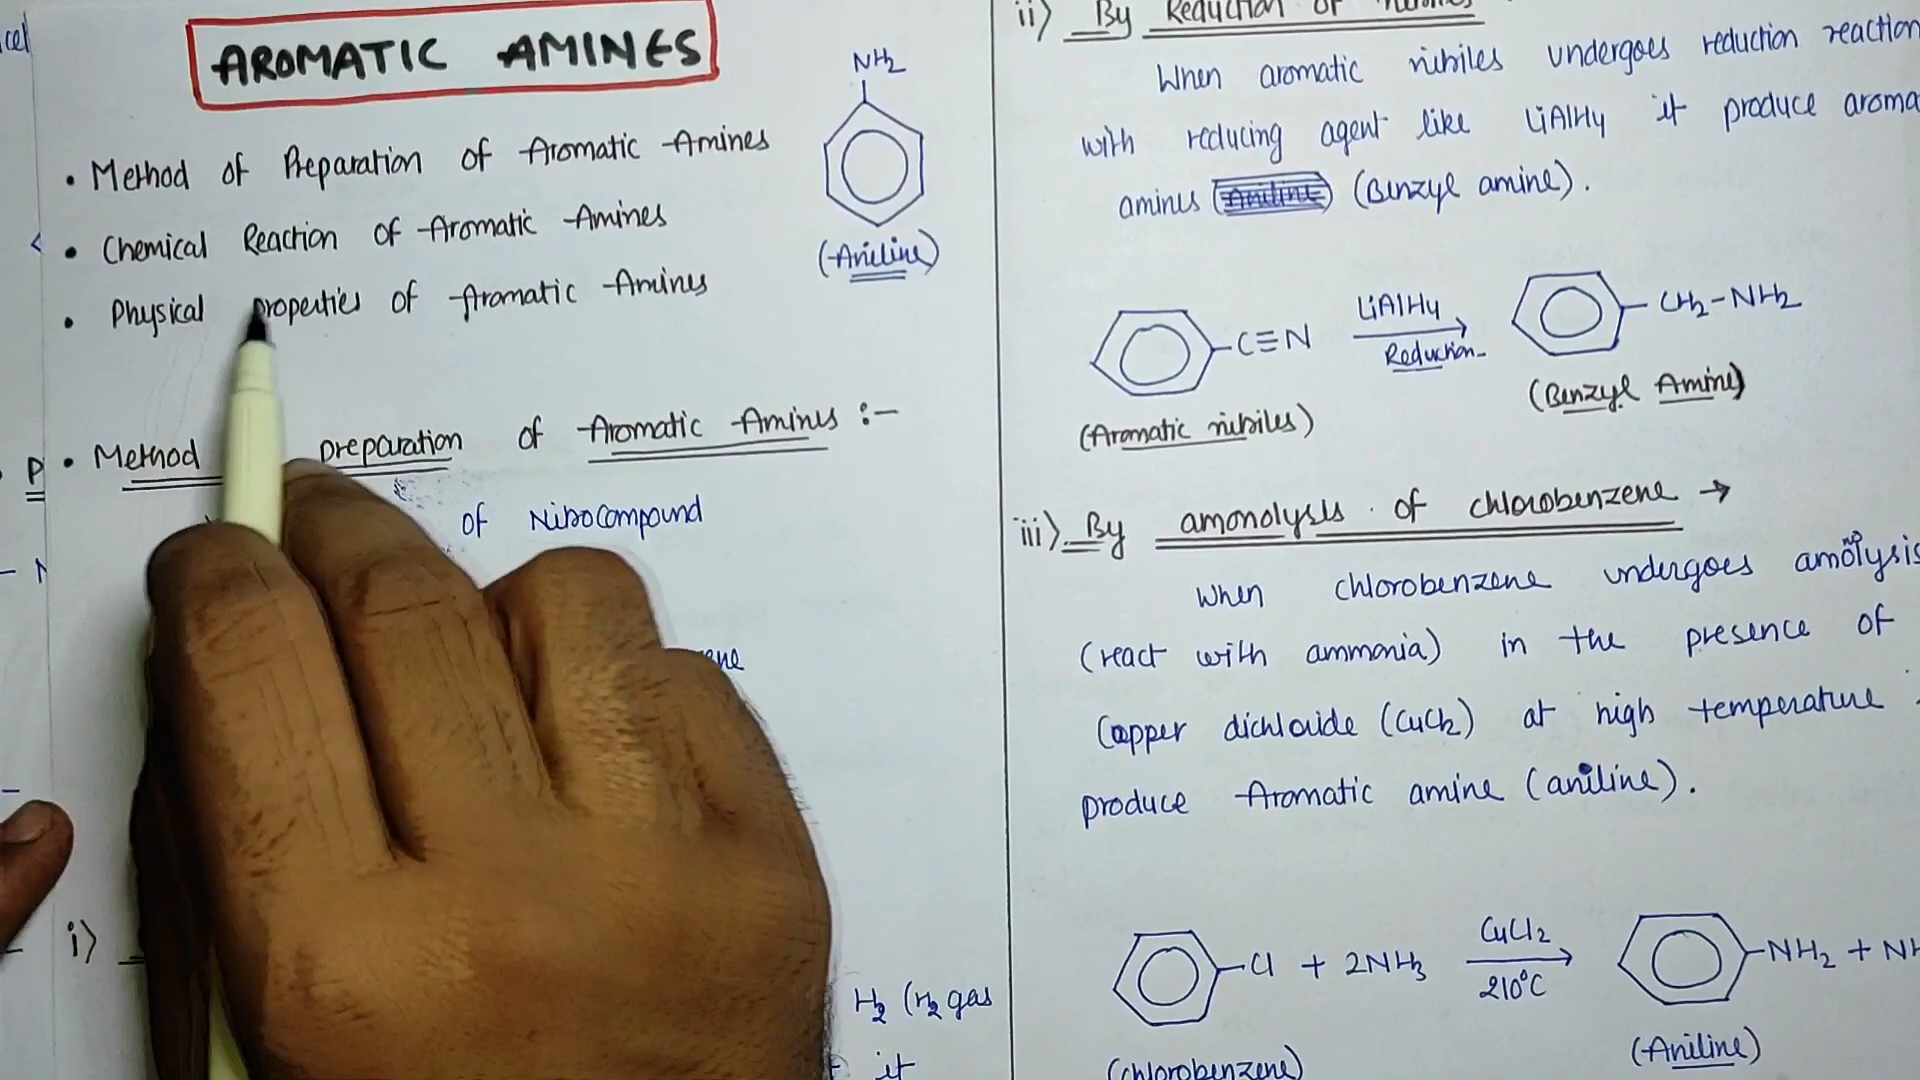 AROMATIC AMINES
NH2
(Aniline)
• Method of Preparation of Aromatic Amines
• Chemical Reaction of Aromatic Amines
• Physical properties of Aromatic Amines
• Method preparation of Aromatic Amines :-
of Nitrocompound
i)
H2 (H2 gas
it
ii) By Reduction of
When aromatic nitriles undergoes reduction reaction
with reducing agent like LiAlH4 it produce aroma
amines (Benzyl amine).
C≡N LiAlH4 Reduction CH2-NH2
(Aromatic nitriles) (Benzyl Amine)
iii) By amonolysis of chlorobenzene →
When chlorobenzene undergoes
(react with ammonia) in the presence of
Copper dichloride (CuCl2) at high temperature
produce Aromatic amine (aniline).
Cl + 2NH3 CuCl2 210°C NH2 + NH
(chlorobenzene) (Aniline)